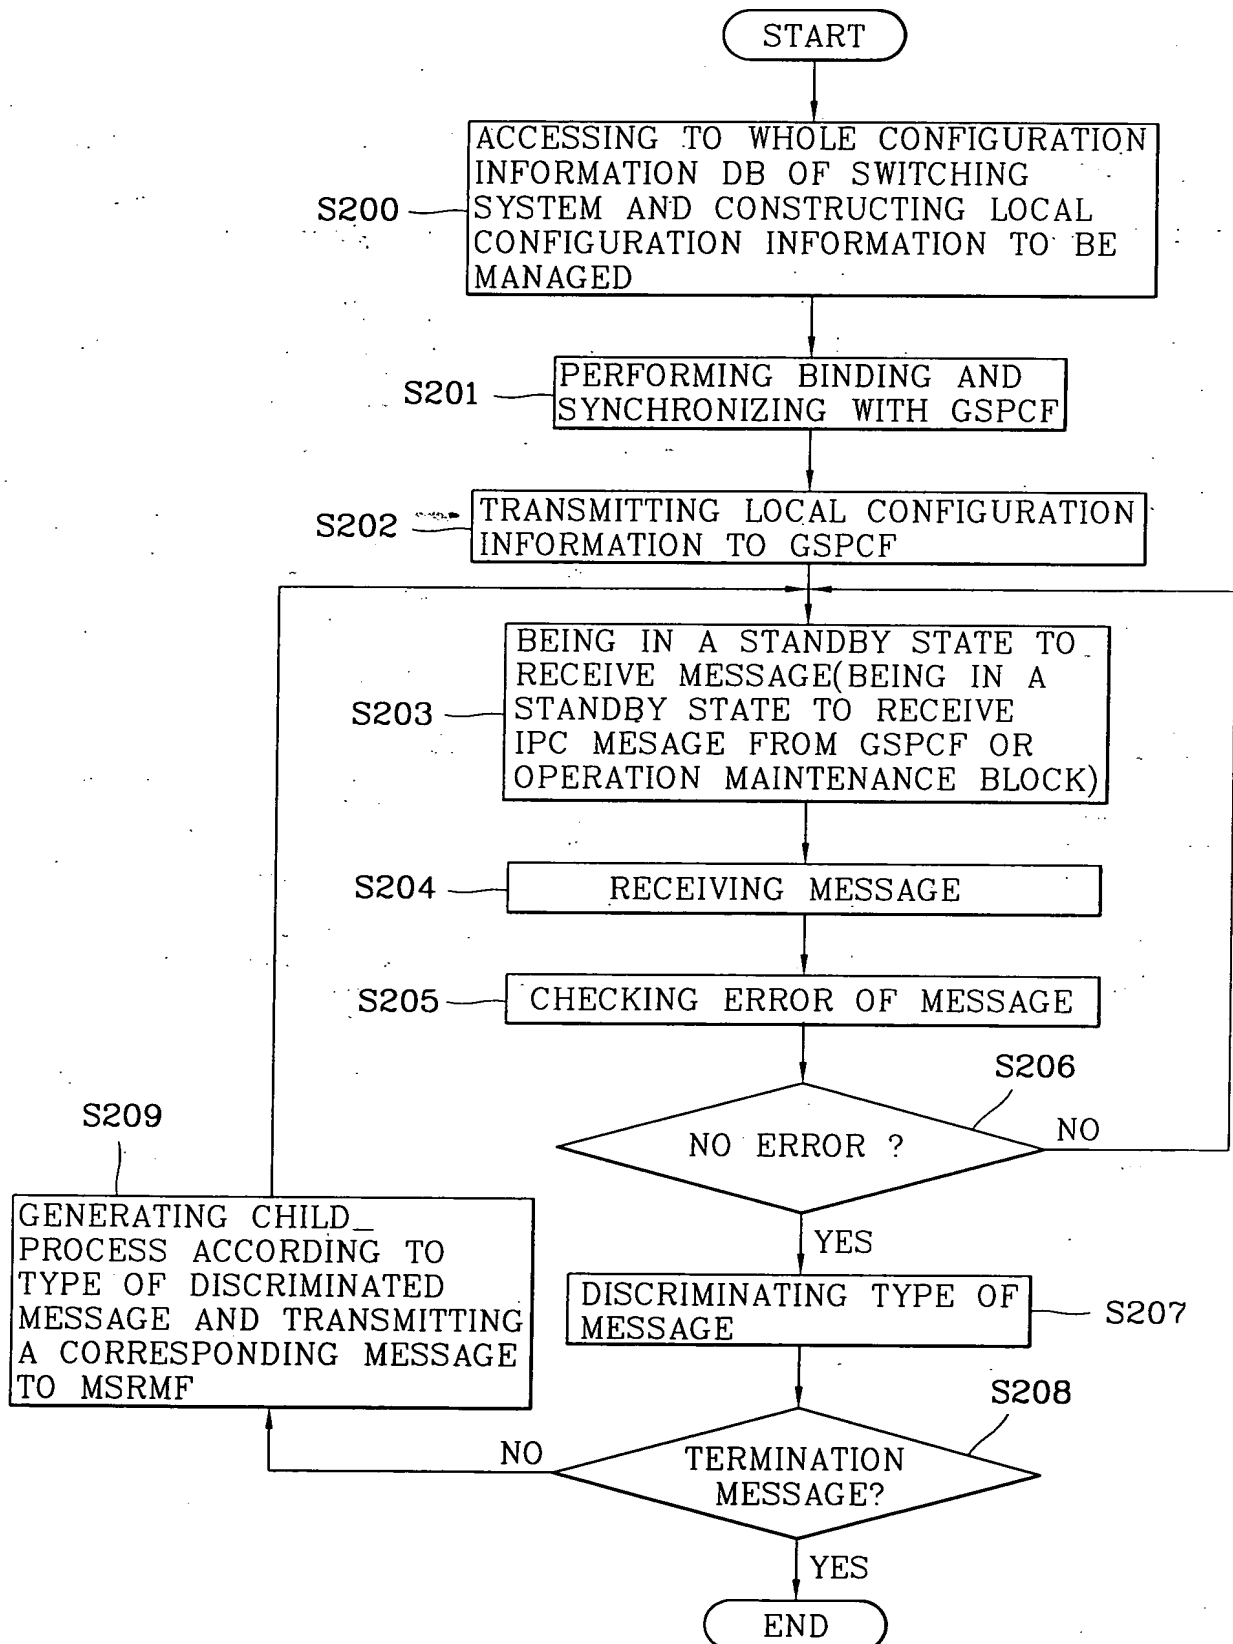 START
ACCESSING TO WHOLE CONFIGURATION
INFORMATION DB OF SWITCHING
SYSTEM AND CONSTRUCTING LOCAL
CONFIGURATION INFORMATION TO BE
MANAGED
S200
PERFORMING BINDING AND
SYNCHRONIZING WITH GSPCF
S201
TRANSMITTING LOCAL CONFIGURATION
INFORMATION TO GSPCF
S202
BEING IN A STANDBY STATE TO
RECEIVE MESSAGE(BEING IN A
STANDBY STATE TO RECEIVE
IPC MESAGE FROM GSPCF OR
OPERATION MAINTENANCE BLOCK)
S203
S204
RECEIVING MESSAGE
S205
CHECKING ERROR OF MESSAGE
S206
NO ERROR ?
NO
YES
DISCRIMINATING TYPE OF
MESSAGE
S207
S208
TERMINATION
MESSAGE?
NO
S209
GENERATING CHILD_
PROCESS ACCORDING TO
TYPE OF DISCRIMINATED
MESSAGE AND TRANSMITTING
A CORRESPONDING MESSAGE
TO MSRMF
YES
END